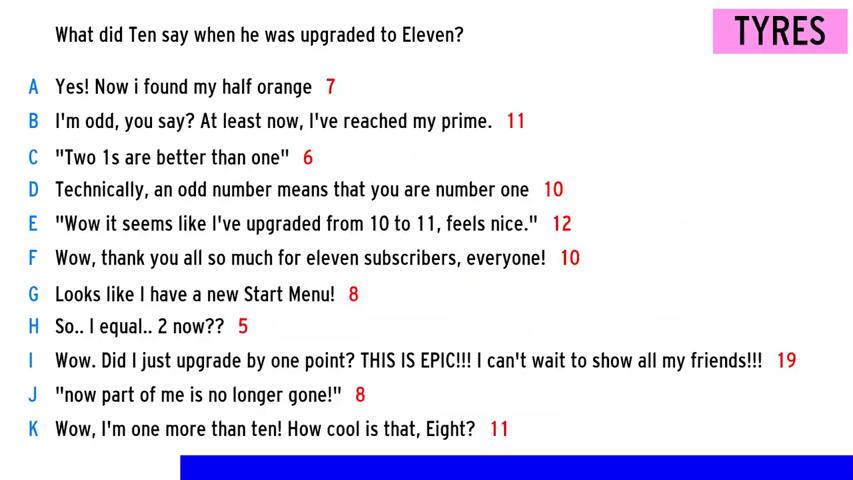 What did Ten say when he was upgraded to Eleven?
TYRES
A Yes! Now i found my half orange 7
B I'm odd, you say? At least now, I've reached my prime. 11
C "Two 1s are better than one" 6
D Technically, an odd number means that you are number one 10
E "Wow it seems like I've upgraded from 10 to 11, feels nice." 12
F Wow, thank you all so much for eleven subscribers, everyone! 10
G Looks like I have a new Start Menu! 8
H So.. I equal.. 2 now?? 5
I Wow. Did I just upgrade by one point? THIS IS EPIC!!! I can't wait to show all my friends!!! 19
J "now part of me is no longer gone!" 8
K Wow, I'm one more than ten! How cool is that, Eight? 11